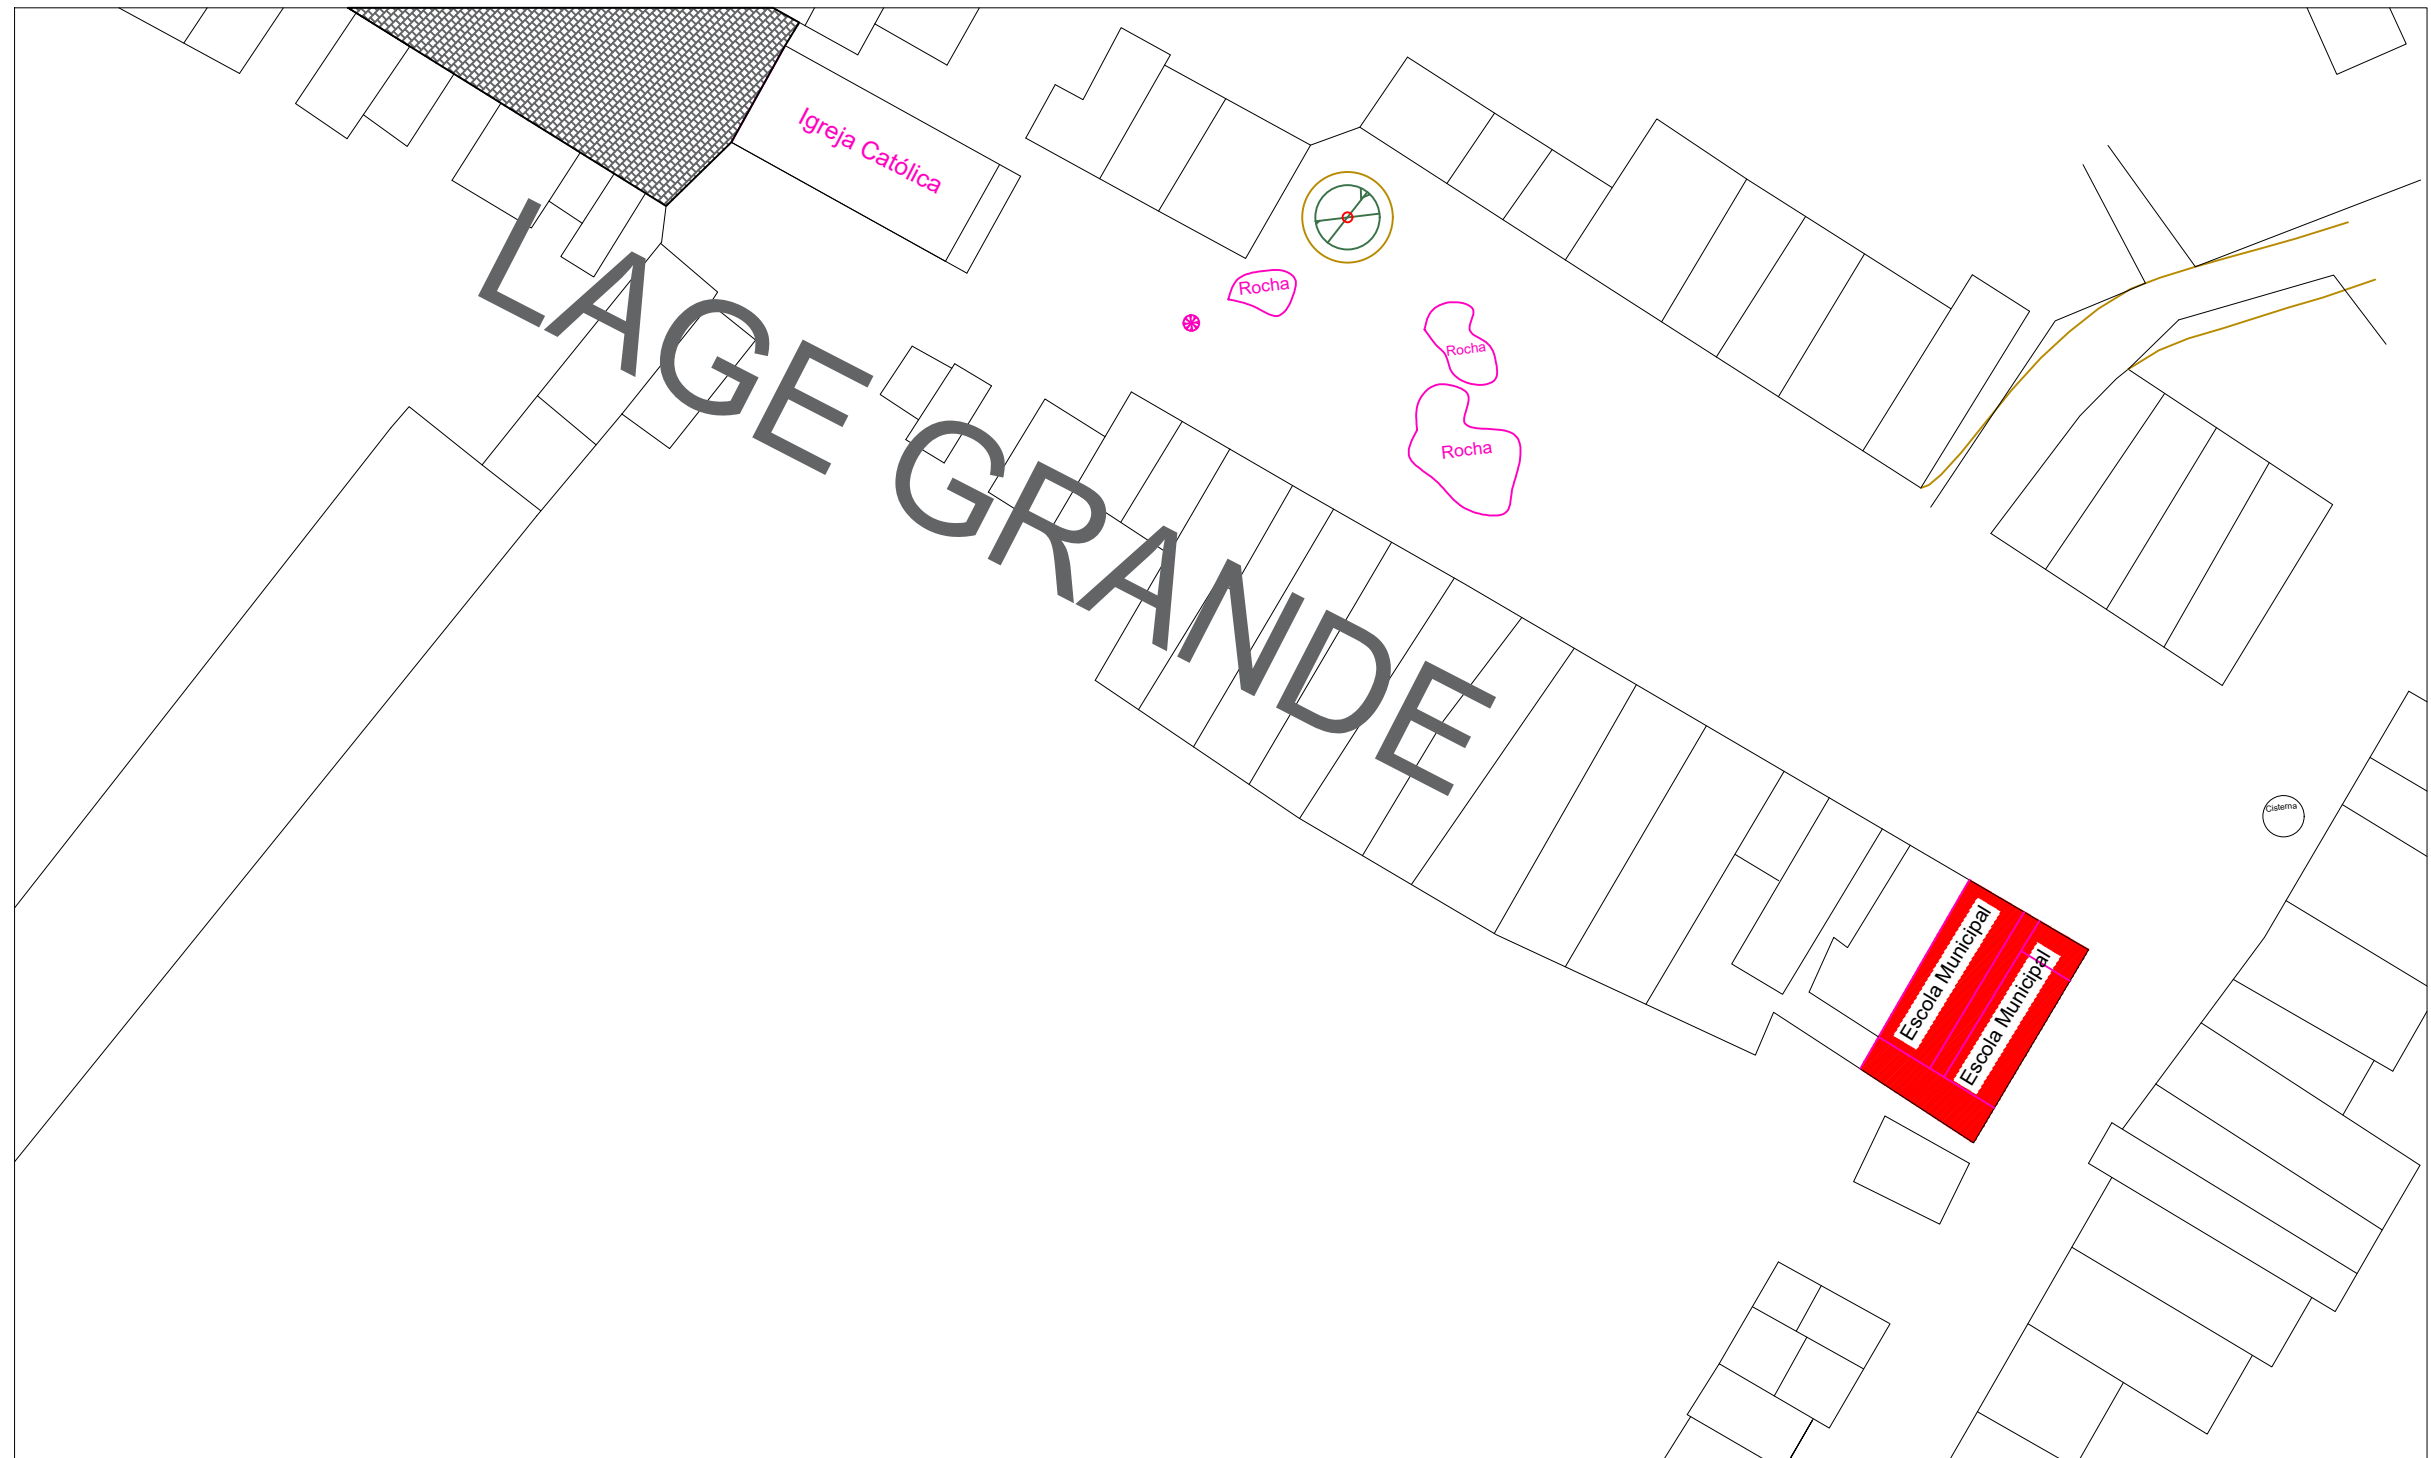 Igreja Católica
LAGE GRANDE
Rocha
Rocha
Rocha
Cisterna
Escola Municipal
Escola Municipal